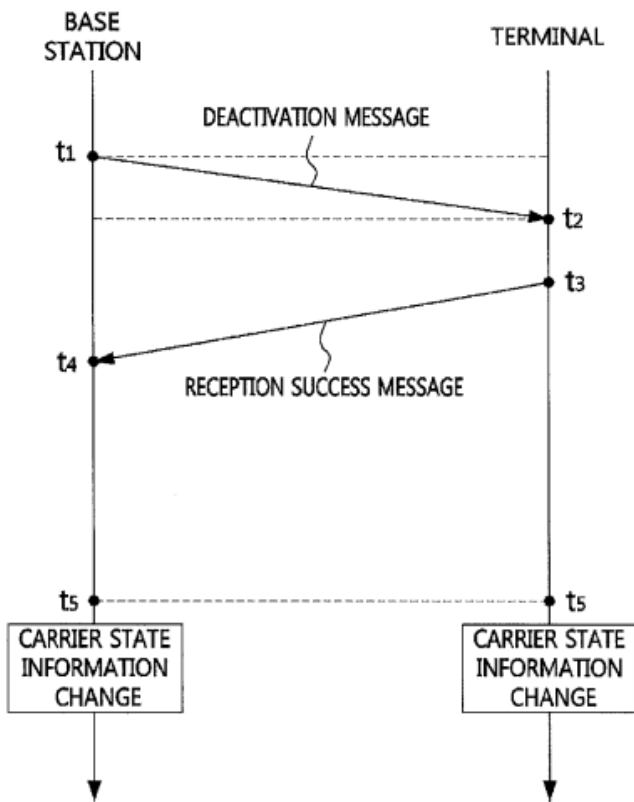 BASE
STATION
TERMINAL
DEACTIVATION MESSAGE
t1
t2
t3
t4
RECEPTION SUCCESS MESSAGE
t5
t5
CARRIER STATE
INFORMATION
CHANGE
CARRIER STATE
INFORMATION
CHANGE